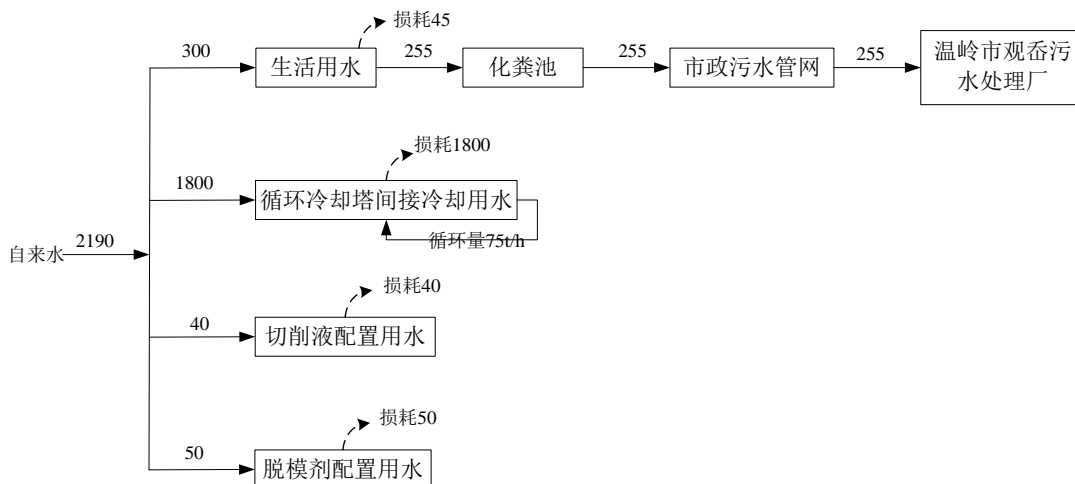 损耗45
300
生活用水
255
化粪池
255
市政污水管网
255
温岭市观岙污
水处理厂
损耗1800
1800
循环冷却塔间接冷却用水
循环量75t/h
自来水
2190
损耗40
40
切削液配置用水
损耗50
50
脱模剂配置用水